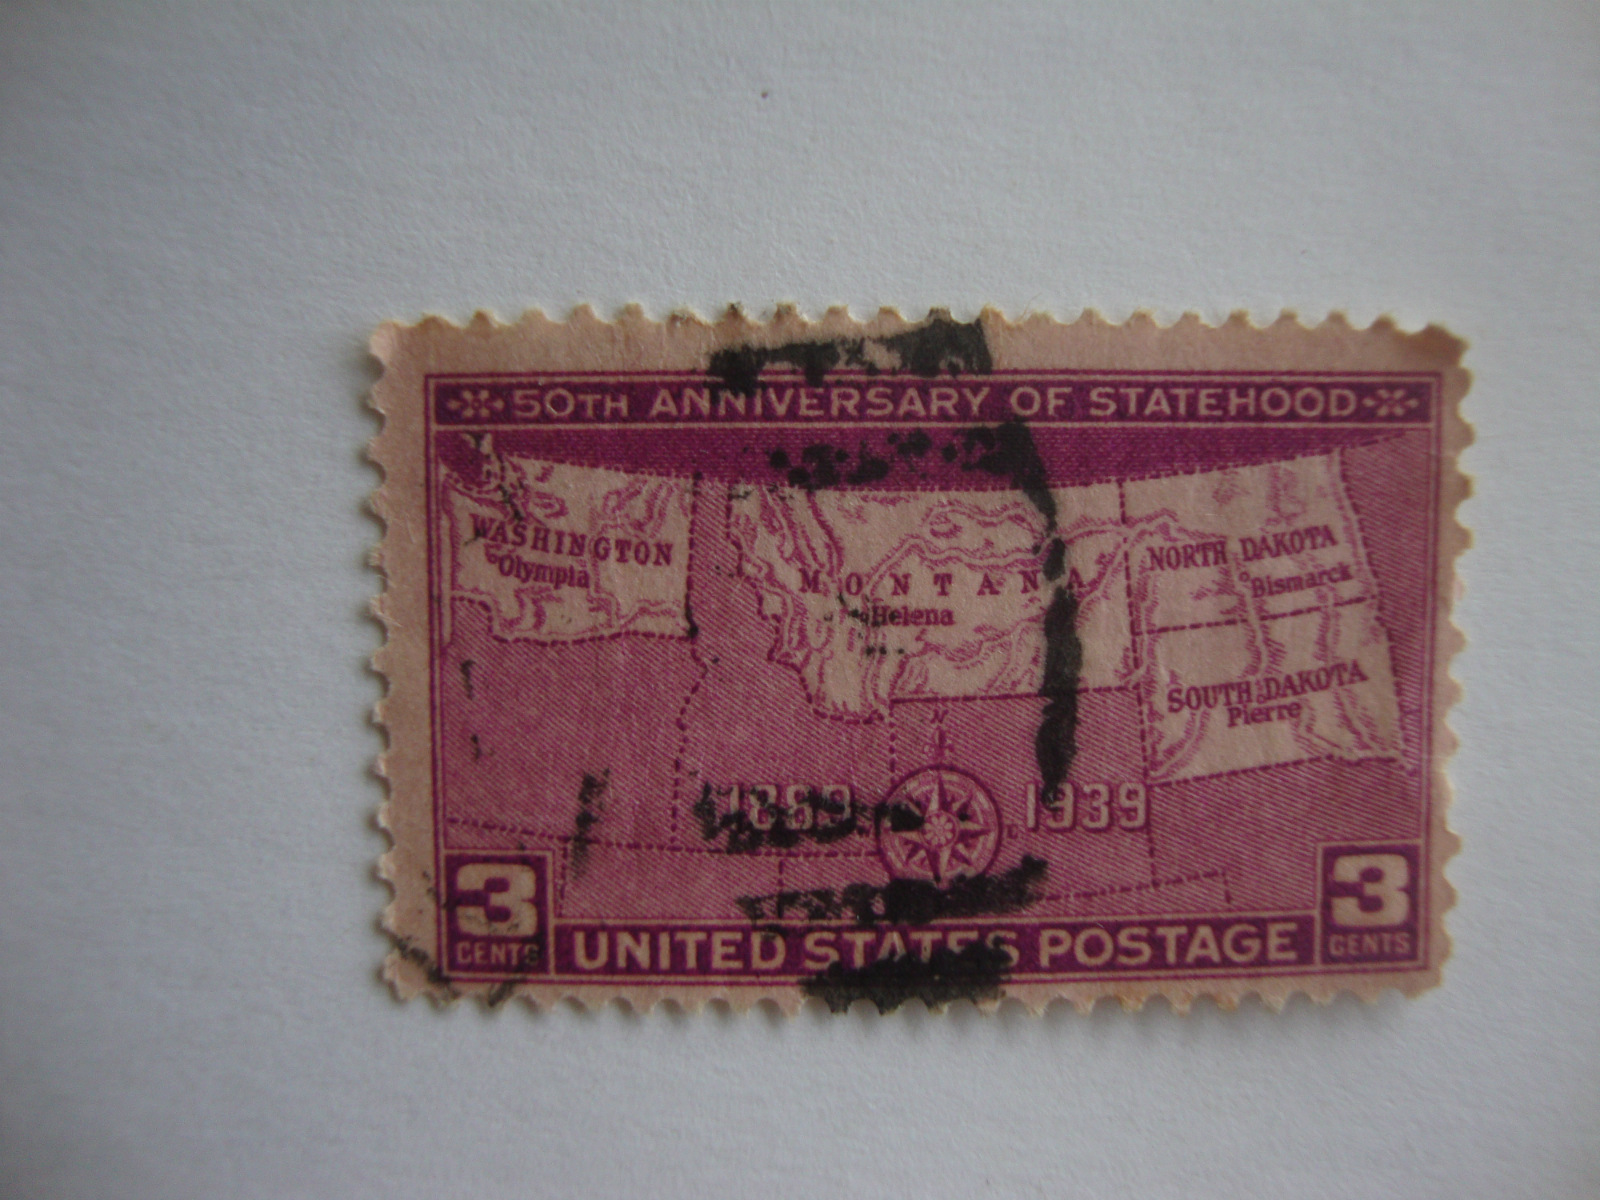 50TH ANNIVERSARY OF STATEHOOD
WASHINGTON
Olympia
MONTANA
Helena
NORTH DAKOTA
Bismarck
SOUTH DAKOTA
Pierre
N
1889 1939
3 CENTS
UNITED STATES POSTAGE
3 CENTS